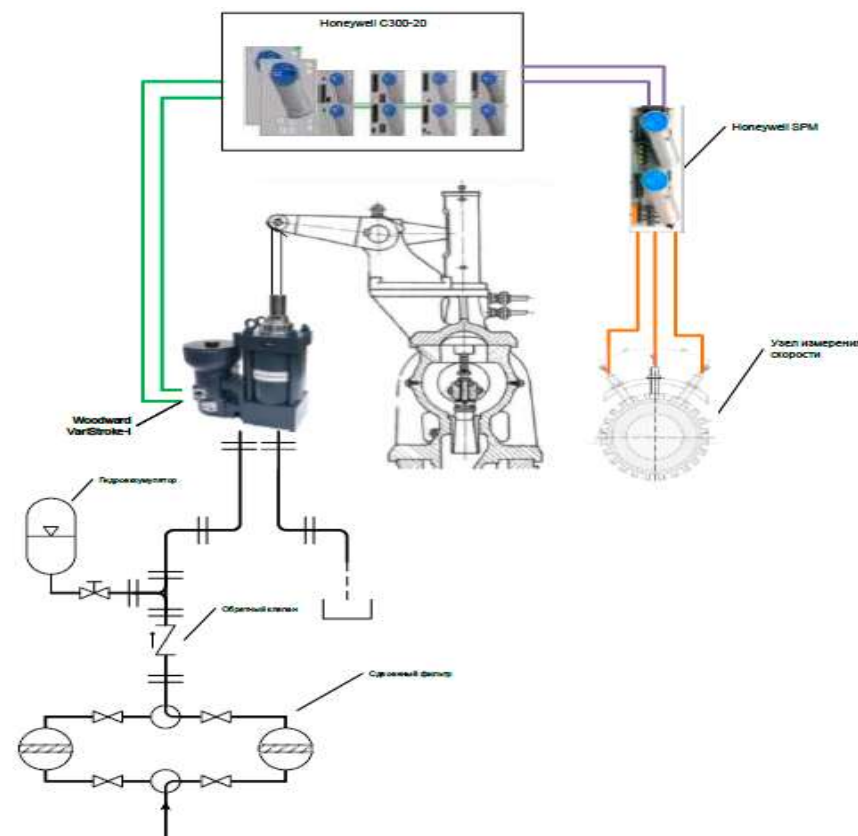 Honeywell C300-20
Honeywell SPM
Узел измерения
скорости
Woodward
VariStroke-I
Гидроаккумулятор
Обратный клапан
Сдвоенный фильтр